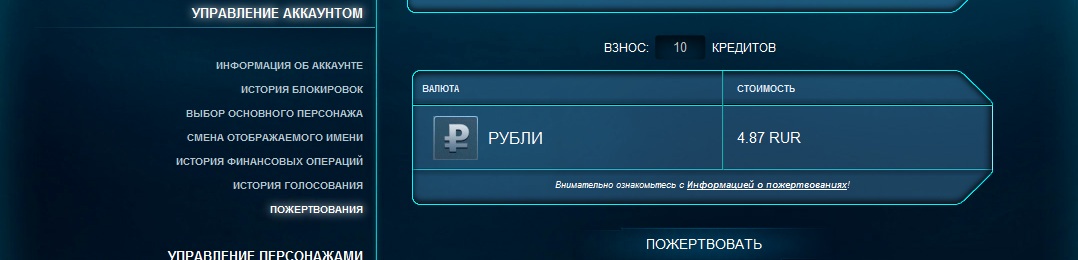 УПРАВЛЕНИЕ АККАУНТОМ
ИНФОРМАЦИЯ ОБ АККАУНТЕ
ИСТОРИЯ БЛОКИРОВОК
ВЫБОР ОСНОВНОГО ПЕРСОНАЖА
СМЕНА ОТОБРАЖАЕМОГО ИМЕНИ
ИСТОРИЯ ФИНАНСОВЫХ ОПЕРАЦИЙ
ИСТОРИЯ ГОЛОСОВАНИЯ
ПОЖЕРТВОВАНИЯ
УПРАВЛЕНИЕ ПЕРСОНАЖАМИ
ВЗНОС: 10 КРЕДИТОВ
ВАЛЮТА СТОИМОСТЬ
РУБЛИ 4.87 RUR
Внимательно ознакомьтесь с Информацией о пожертвованиях!
ПОЖЕРТВОВАТЬ